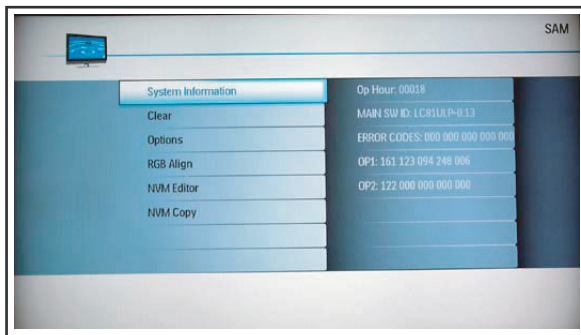 SAM
System Information
Op Hour: 00018
Clear
MAIN SW ID: LC81ULP-0.13
Options
ERROR CODES: 000 000 000 000 000
RGB Align
OP1: 161 123 094 248 006
NVM Editor
OP2: 122 000 000 000 000
NVM Copy